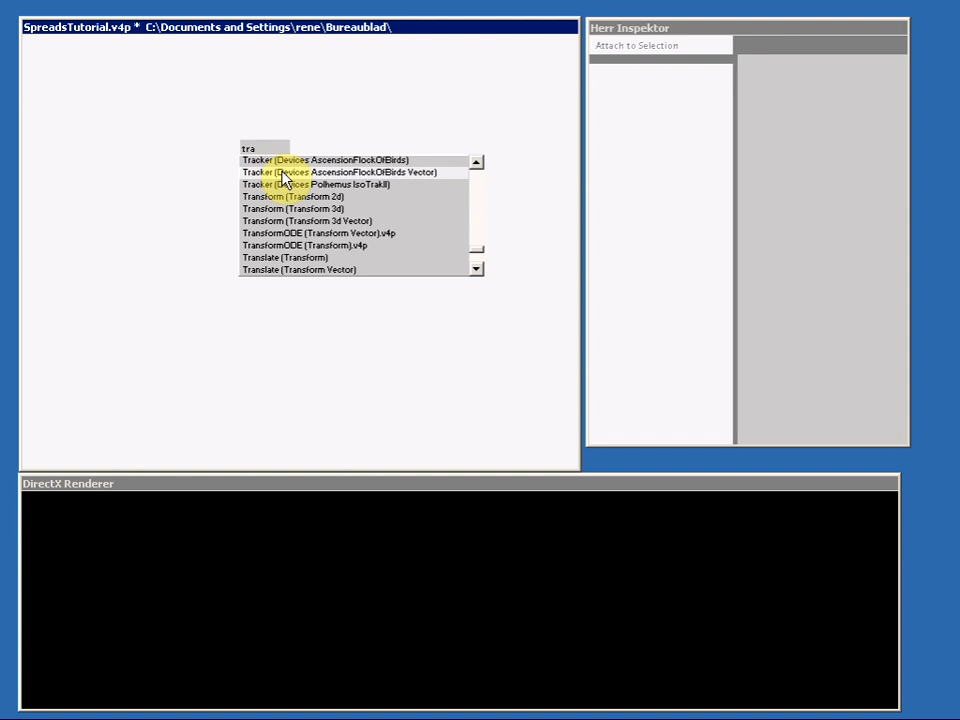 SpreadsTutorial.v4p * C:\Documents and Settings\rene\Bureaublad\
Herr Inspektor
Attach to Selection
tra
Tracker (Devices AscensionFlockOfBirds)
Tracker (Devices AscensionFlockOfBirds Vector)
Tracker (Devices Polhemus IsoTrakII)
Transform (Transform 2d)
Transform (Transform 3d)
Transform (Transform 3d Vector)
TransformODE (Transform Vector).v4p
TransformODE (Transform).v4p
Translate (Transform)
Translate (Transform Vector)
DirectX Renderer